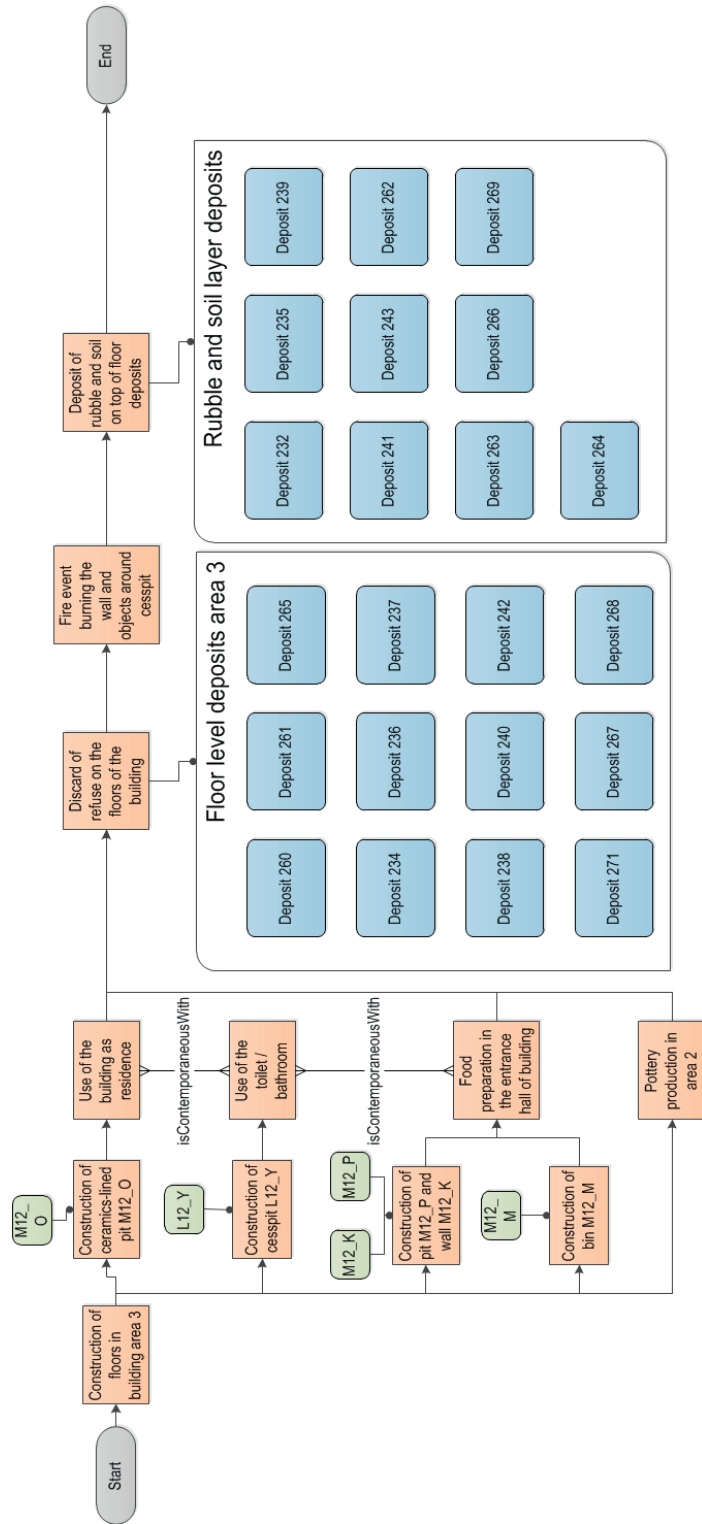 Start
Construction of
floors in
building area 3
M12_
O
Construction of
ceramics-lined
pit M12_O
Use of the
building as
residence
isContemporaneousWith
L12_Y
Construction of
cesspit L12_Y
Use of the
toilet /
bathroom
isContemporaneousWith
M12_K
M12_P
Construction of
pit M12_P and
wall M12_K
M12_
M
Construction of
bin M12_M
Food
preparation in
the entrance
hall of building
Pottery
production in
area 2
Discard of
refuse on the
floors of the
building
Fire event
burning the
wall and
objects around
cesspit
Deposit of
rubble and soil
on top of floor
deposits
End
Floor level deposits area 3
Deposit 260
Deposit 261
Deposit 265
Deposit 234
Deposit 236
Deposit 237
Deposit 238
Deposit 240
Deposit 242
Deposit 271
Deposit 267
Deposit 268
Rubble and soil layer deposits
Deposit 232
Deposit 235
Deposit 239
Deposit 241
Deposit 243
Deposit 262
Deposit 263
Deposit 266
Deposit 269
Deposit 264